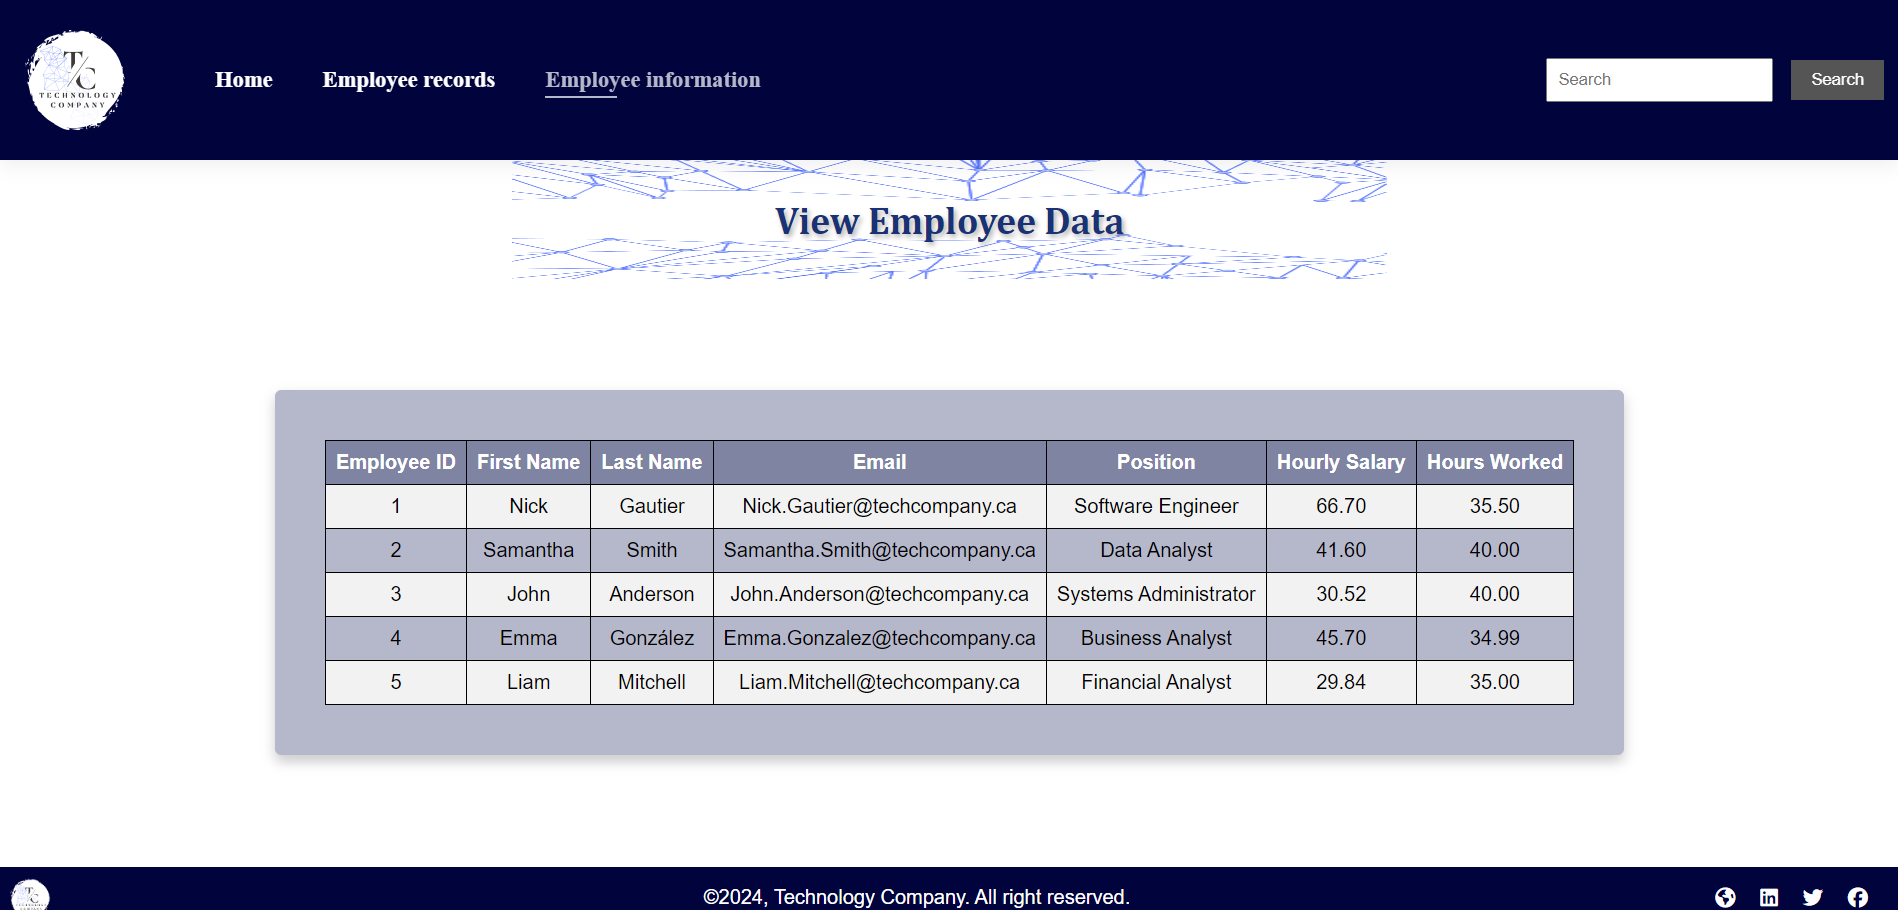 T/C
TECHNOLOGY
COMPANY
Home Employee records Employee information Search Search
View Employee Data
Employee ID First Name Last Name Email Position Hourly Salary Hours Worked
1 Nick Gautier Nick.Gautier@techcompany.ca Software Engineer 66.70 35.50
2 Samantha Smith Samantha.Smith@techcompany.ca Data Analyst 41.60 40.00
3 John Anderson John.Anderson@techcompany.ca Systems Administrator 30.52 40.00
4 Emma González Emma.Gonzalez@techcompany.ca Business Analyst 45.70 34.99
5 Liam Mitchell Liam.Mitchell@techcompany.ca Financial Analyst 29.84 35.00
T/C
TECHNOLOGY
©2024, Technology Company. All right reserved.